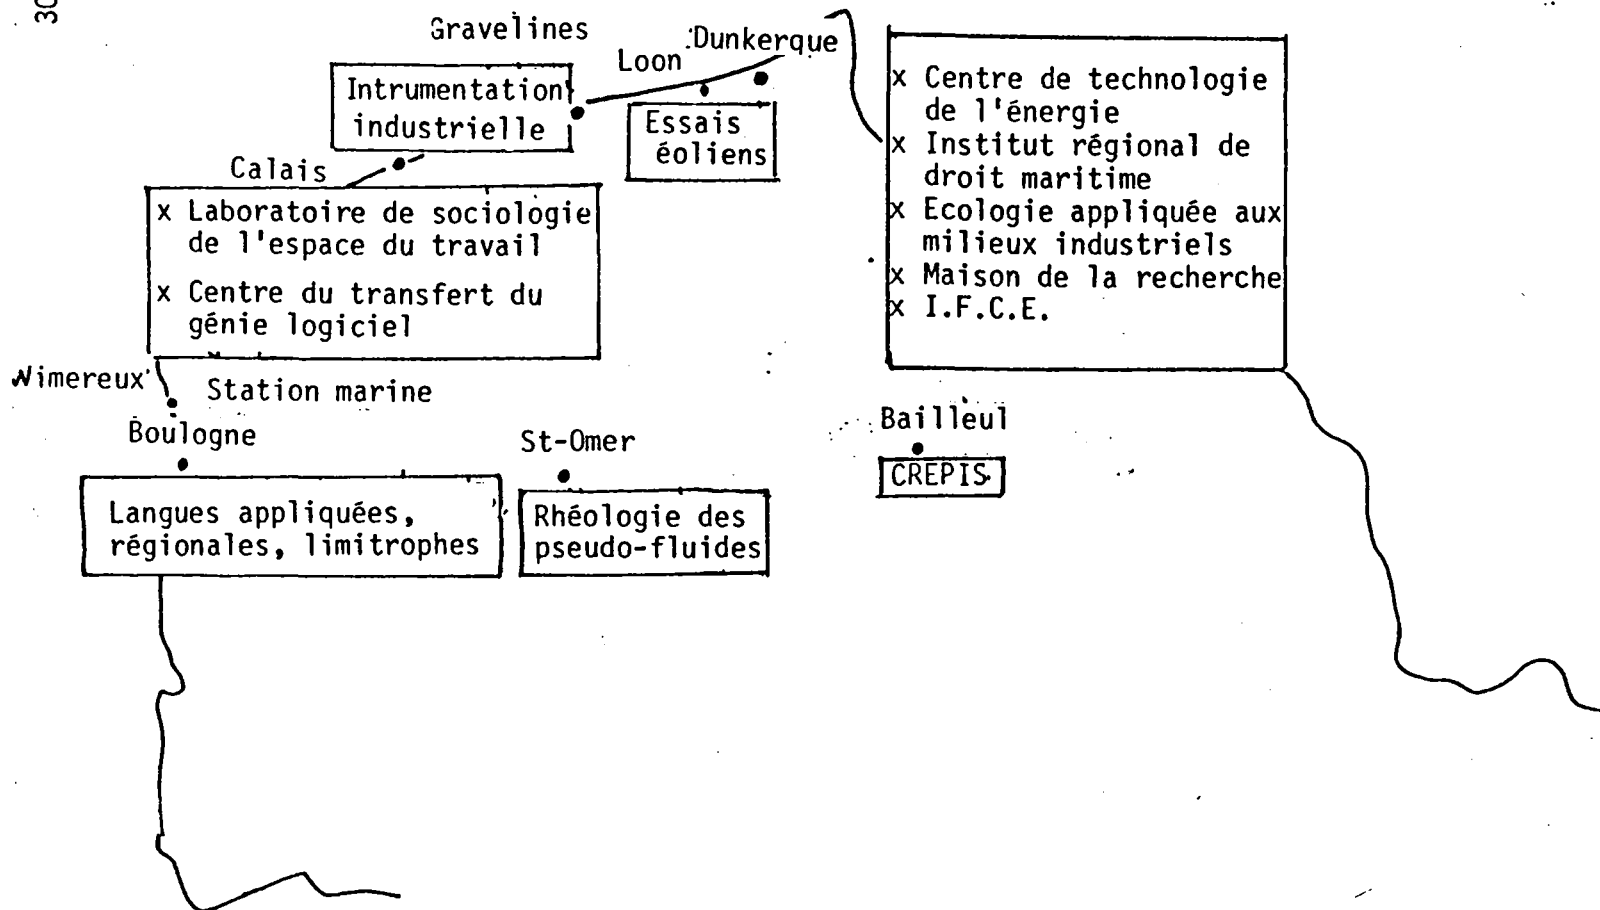 30
Gravelines
Loon
Dunkerque
Intrumentation
industrielle
Essais
éoliens
x Centre de technologie
de l'énergie
x Institut régional de
droit maritime
x Ecologie appliquée aux
milieux industriels
x Maison de la recherche
x I.F.C.E.
Calais
x Laboratoire de sociologie
de l'espace du travail
x Centre du transfert du
génie logiciel
Wimereux
Station marine
Boulogne
Langues appliquées,
régionales, limitrophes
St-Omer
Rhéologie des
pseudo-fluides
Bailleul
CREPIS